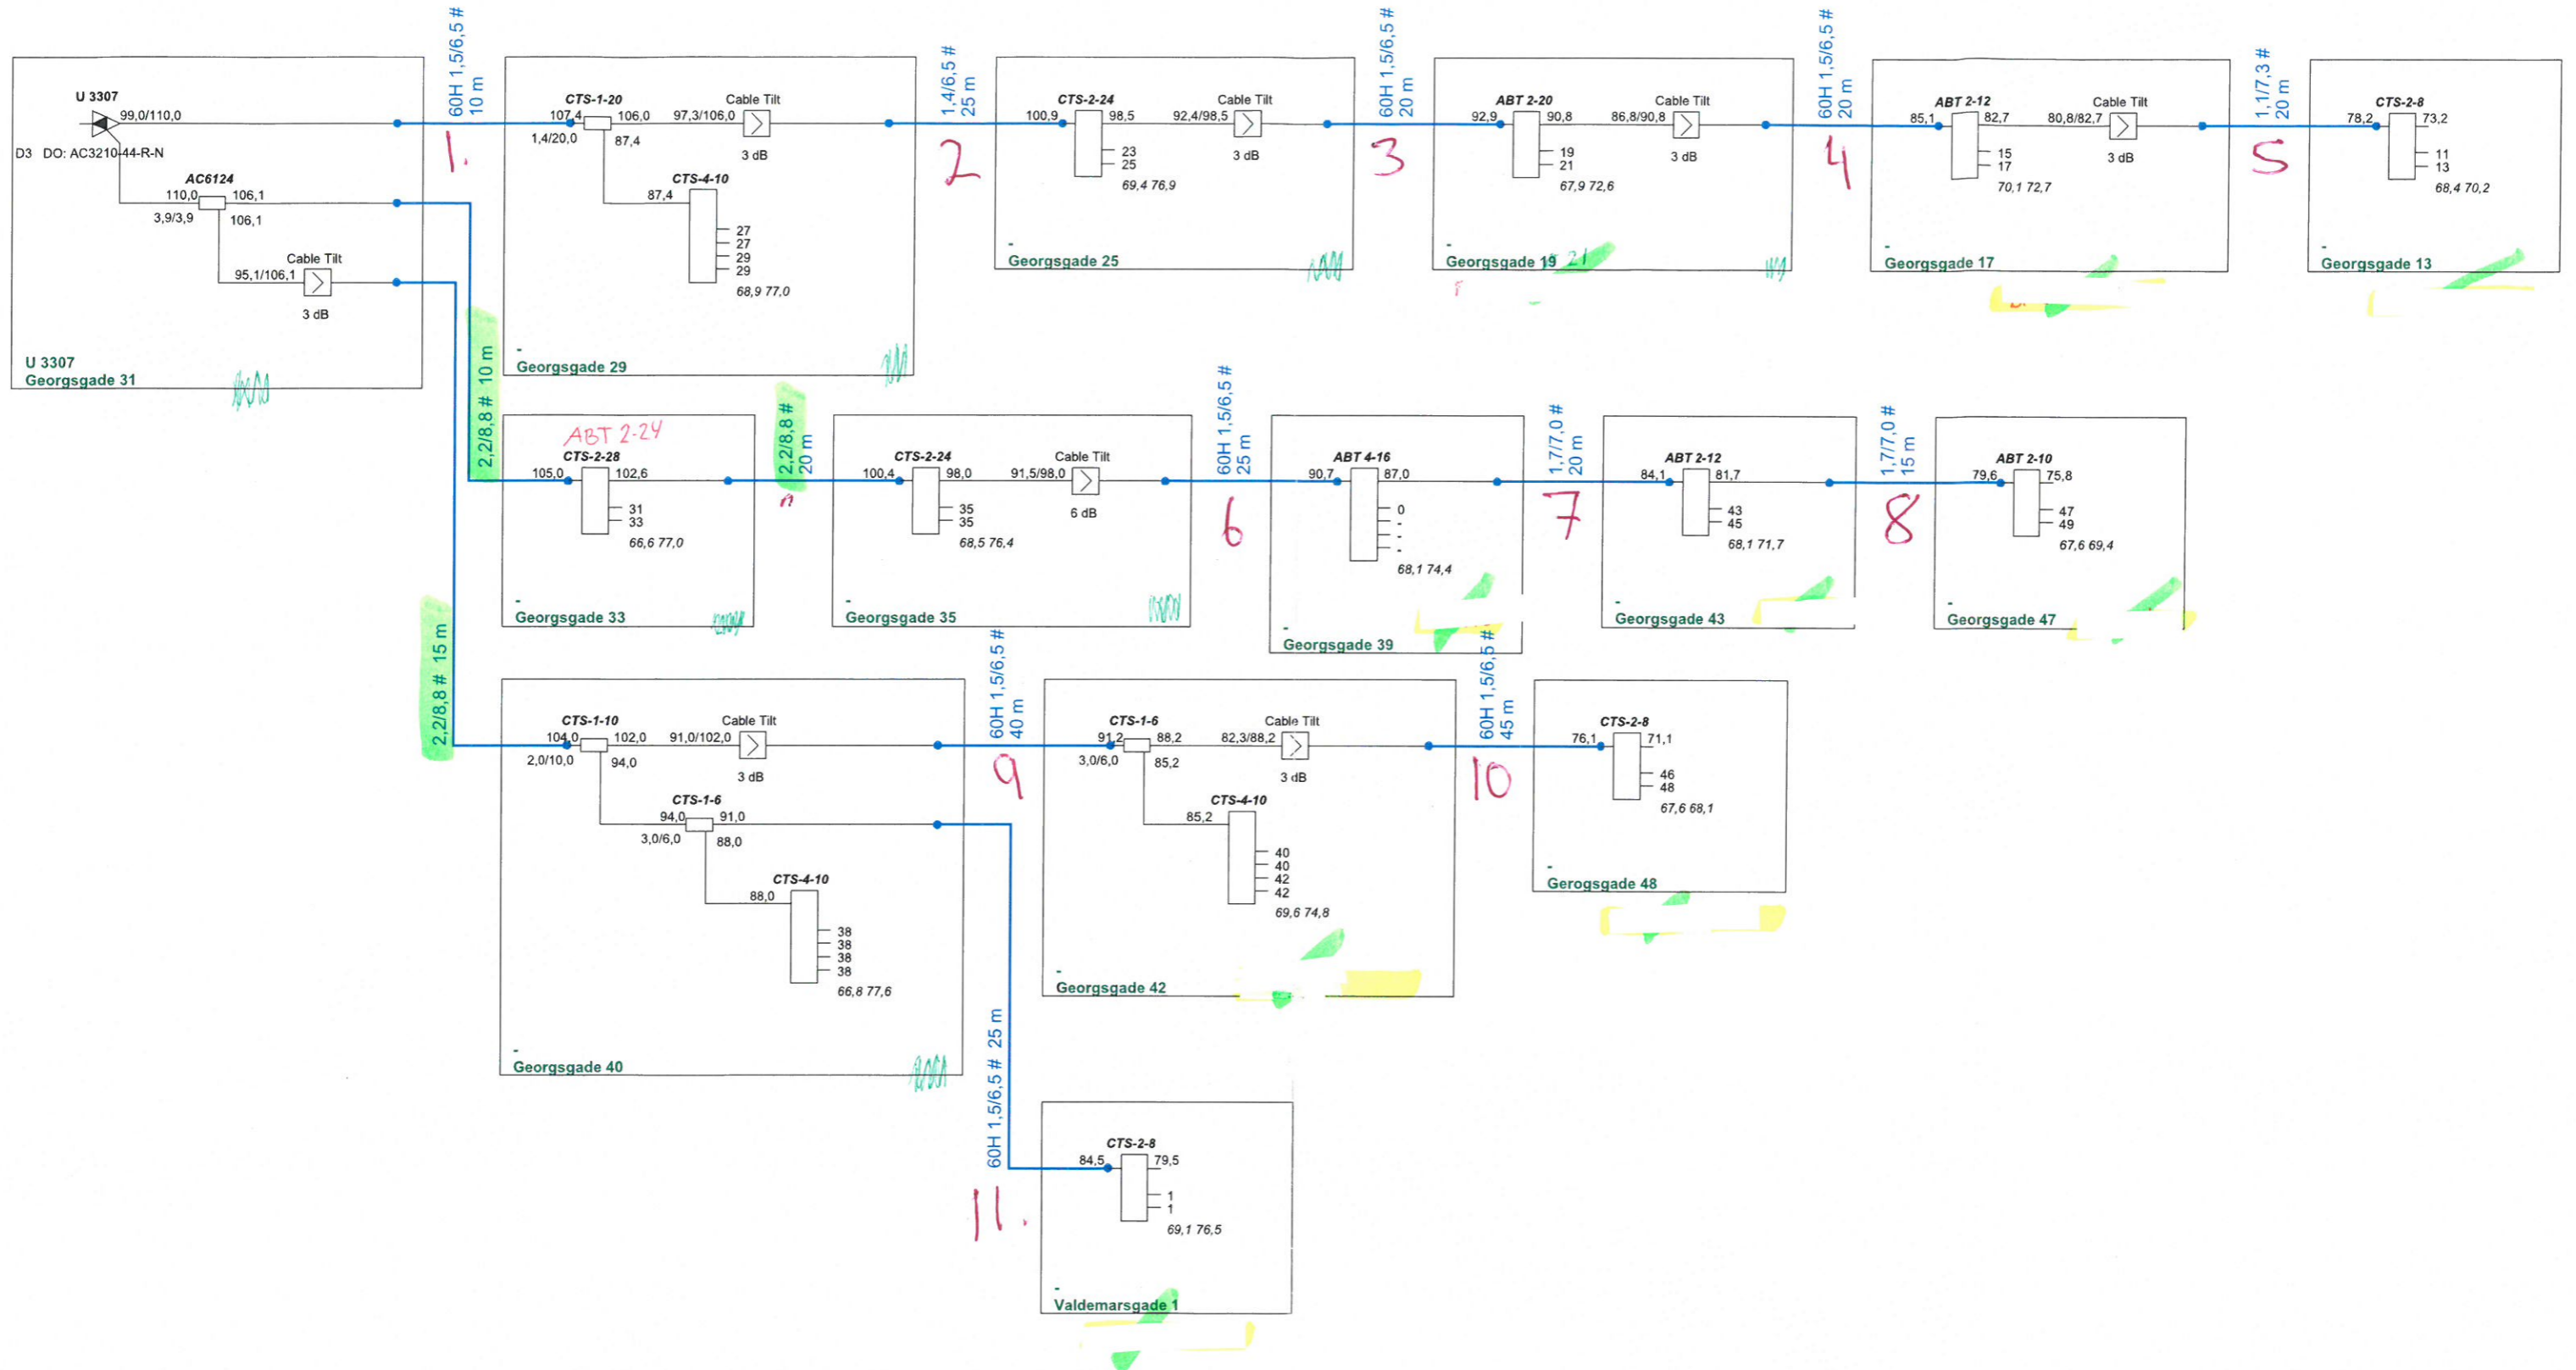 U 3307
99,0/110,0
D3 DO: AC3210-44-R-N
AC6124
110,0
106,1
3,9/3,9
106,1
Cable Tilt
95,1/106,1
3 dB
U 3307
Georgsgade 31
60H 1,5/6,5 #
10 m
1.
CTS-1-20
107,4
106,0
97,3/106,0
Cable Tilt
1,4/20,0
87,4
3 dB
CTS-4-10
87,4
27
27
29
29
68,9 77,0
-
Georgsgade 29
1,4/6,5 #
25 m
2
CTS-2-24
100,9
98,5
92,4/98,5
Cable Tilt
3 dB
23
25
69,4 76,9
-
Georgsgade 25
60H 1,5/6,5 #
20 m
3
ABT 2-20
92,9
90,8
86,8/90,8
Cable Tilt
3 dB
19
21
67,9 72,6
-
Georgsgade 19
21
60H 1,5/6,5 #
20 m
4
ABT 2-12
85,1
82,7
80,8/82,7
Cable Tilt
3 dB
15
17
70,1 72,7
-
Georgsgade 17
1,1/7,3 #
20 m
5
CTS-2-8
78,2
73,2
11
13
68,4 70,2
-
Georgsgade 13
2,2/8,8 # 10 m
ABT 2-24
CTS-2-28
105,0
102,6
31
33
66,6 77,0
-
Georgsgade 33
2,2/8,8 #
20 m
CTS-2-24
100,4
98,0
91,5/98,0
Cable Tilt
6 dB
35
35
68,5 76,4
-
Georgsgade 35
60H 1,5/6,5 #
25 m
6
ABT 4-16
90,7
87,0
0
-
-
-
68,1 74,4
-
Georgsgade 39
1,7/7,0 #
20 m
7
ABT 2-12
84,1
81,7
43
45
68,1 71,7
-
Georgsgade 43
1,7/7,0 #
15 m
8
ABT 2-10
79,6
75,8
47
49
67,6 69,4
-
Georgsgade 47
2,2/8,8 # 15 m
CTS-1-10
104,0
102,0
91,0/102,0
Cable Tilt
2,0/10,0
94,0
3 dB
CTS-1-6
94,0
91,0
3,0/6,0
88,0
CTS-4-10
88,0
38
38
38
38
66,8 77,6
-
Georgsgade 40
60H 1,5/6,5 #
40 m
9
CTS-1-6
91,2
88,2
82,3/88,2
Cable Tilt
3,0/6,0
85,2
3 dB
CTS-4-10
85,2
40
40
42
42
69,6 74,8
-
Georgsgade 42
60H 1,5/6,5 #
45 m
10
CTS-2-8
76,1
71,1
46
48
67,6 68,1
-
Gerogsgade 48
60H 1,5/6,5 # 25 m
11.
CTS-2-8
84,5
79,5
1
1
69,1 76,5
-
Valdemarsgade 1